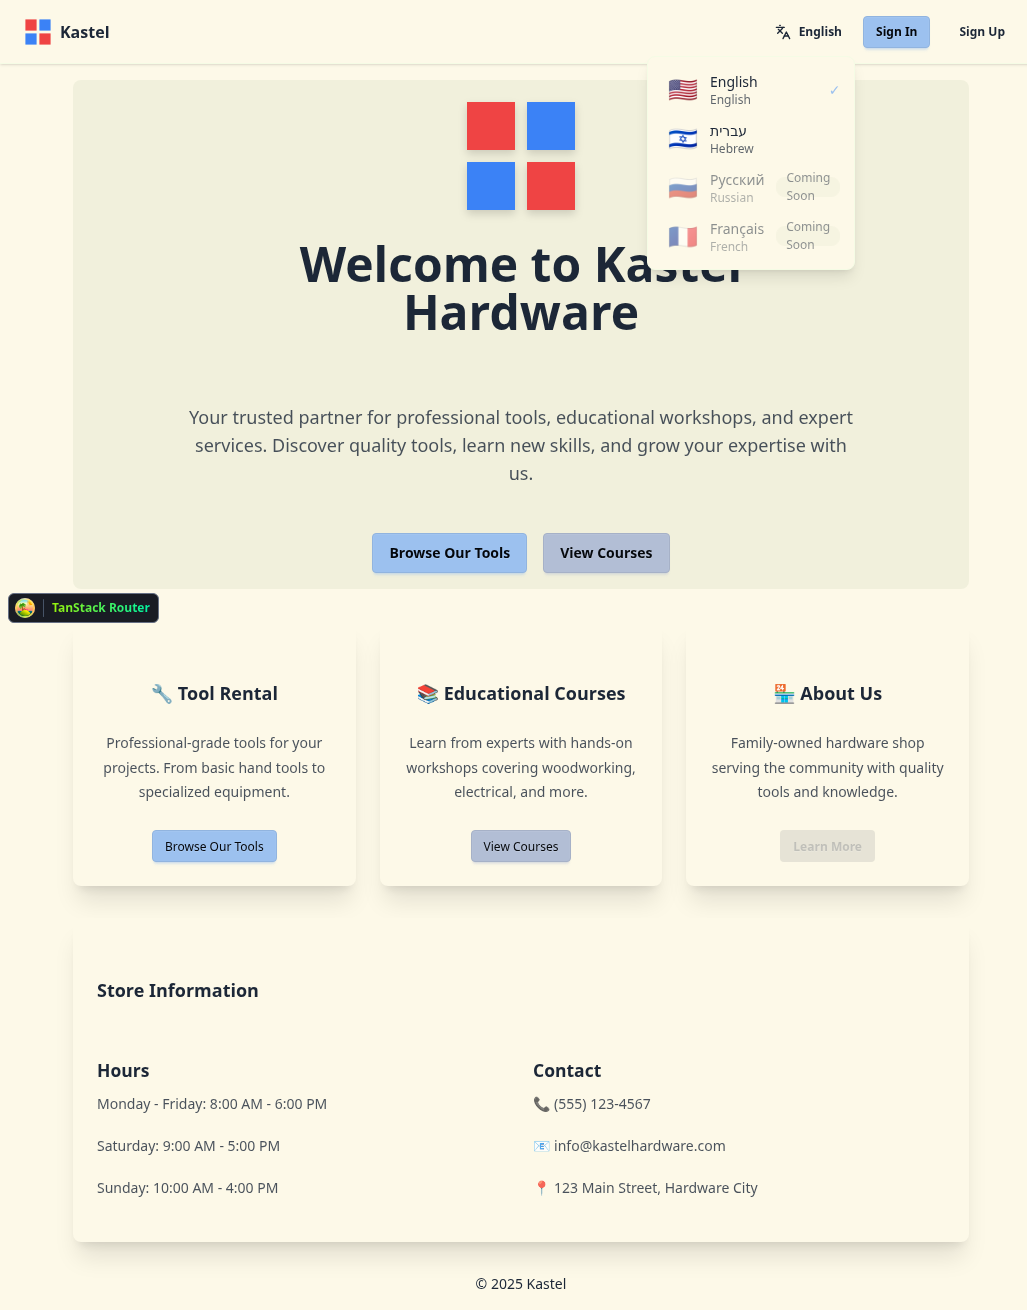 Kastel
English
Sign In
Sign Up
English
English
✓
עברית
Hebrew
Русский
Russian
Coming
Soon
Français
French
Coming
Soon
Welcome to Kastel
Hardware
Your trusted partner for professional tools, educational workshops, and expert
services. Discover quality tools, learn new skills, and grow your expertise with
us.
Browse Our Tools
View Courses
TanStack Router
🔧 Tool Rental
Professional-grade tools for your
projects. From basic hand tools to
specialized equipment.
Browse Our Tools
📚 Educational Courses
Learn from experts with hands-on
workshops covering woodworking,
electrical, and more.
View Courses
🏪 About Us
Family-owned hardware shop
serving the community with quality
tools and knowledge.
Learn More
Store Information
Hours
Monday - Friday: 8:00 AM - 6:00 PM
Saturday: 9:00 AM - 5:00 PM
Sunday: 10:00 AM - 4:00 PM
Contact
📞 (555) 123-4567
📧 info@kastelhardware.com
📍 123 Main Street, Hardware City
© 2025 Kastel